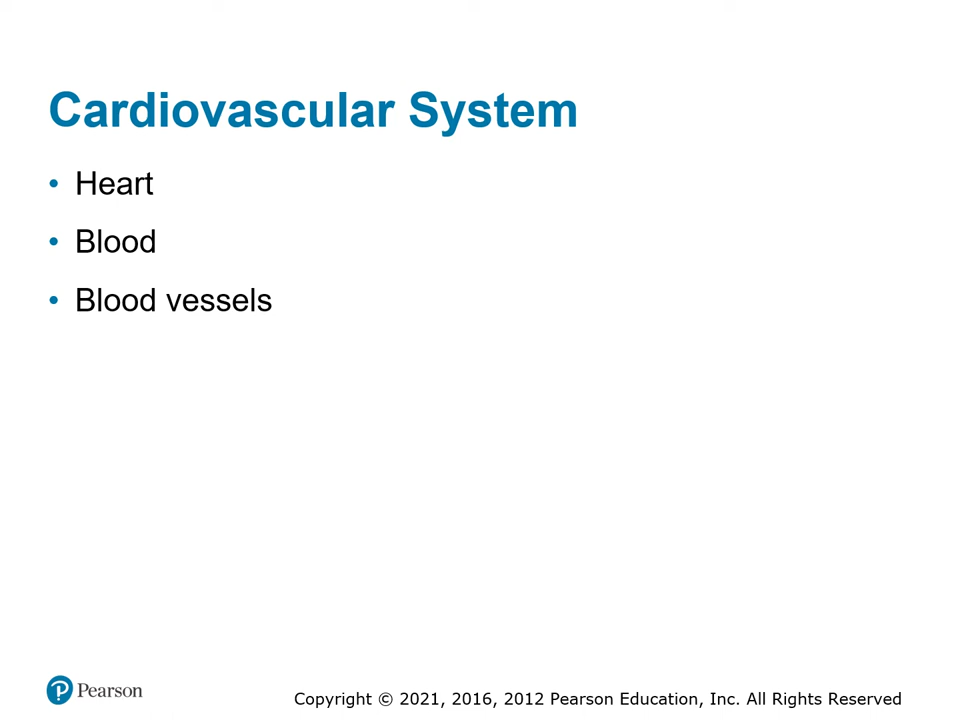 Cardiovascular System
• Heart
• Blood
• Blood vessels
Pearson
Copyright © 2021, 2016, 2012 Pearson Education, Inc. All Rights Reserved